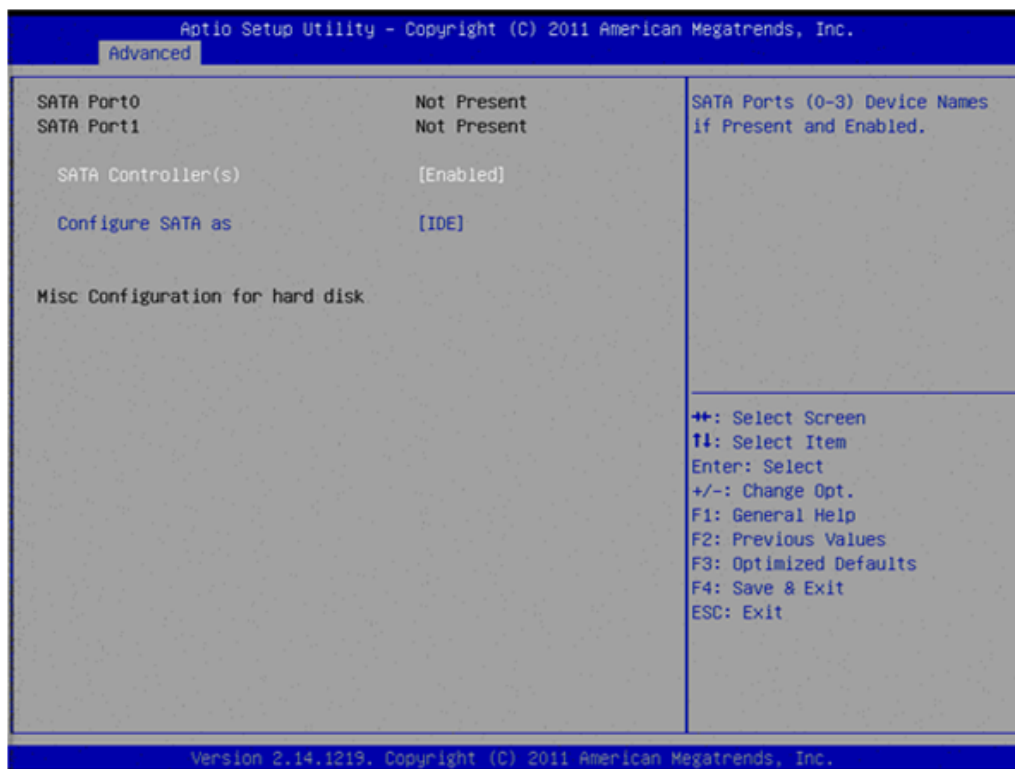 Aptio Setup Utility – Copyright (C) 2011 American Megatrends, Inc.
Advanced
SATA Port0 Not Present
SATA Port1 Not Present
SATA Controller(s) [Enabled]
Configure SATA as [IDE]
Misc Configuration for hard disk
SATA Ports (0-3) Device Names
if Present and Enabled.
→←: Select Screen
↑↓: Select Item
Enter: Select
+/-: Change Opt.
F1: General Help
F2: Previous Values
F3: Optimized Defaults
F4: Save & Exit
ESC: Exit
Version 2.14.1219. Copyright (C) 2011 American Megatrends, Inc.